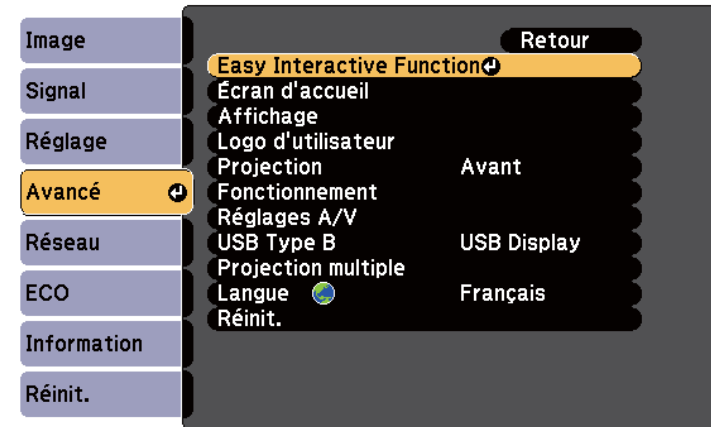 Image
Signal
Réglage
Avancé
Réseau
ECO
Information
Réinit.
Retour
Easy Interactive Function
Écran d'accueil
Affichage
Logo d'utilisateur
Projection Avant
Fonctionnement
Réglages A/V
USB Type B USB Display
Projection multiple
Langue Français
Réinit.